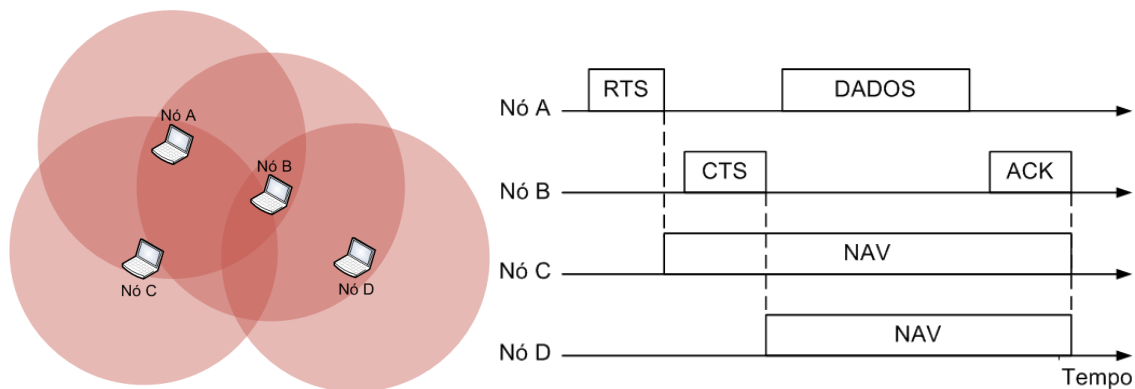 Nó A
Nó B
Nó C
Nó D
Nó A
RTS
DADOS
Nó B
CTS
ACK
Nó C
NAV
Nó D
NAV
Tempo